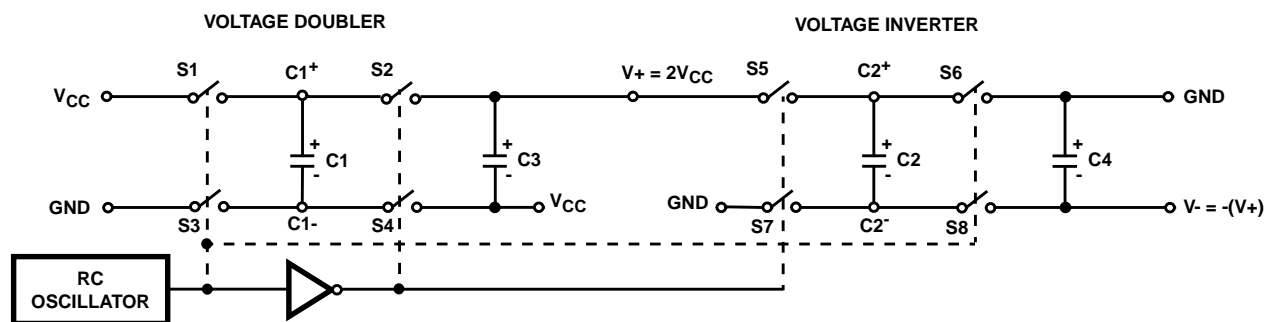 VOLTAGE DOUBLER
VOLTAGE INVERTER
S1 C1+ S2 V+ = 2VCC S5 C2+ S6
VCC
GND
+ C1 -
+ C3 -
+ C2 -
+ C4 -
GND VCC GND V- = -(V+)
S3 C1- S4 S7 C2- S8
RC
OSCILLATOR